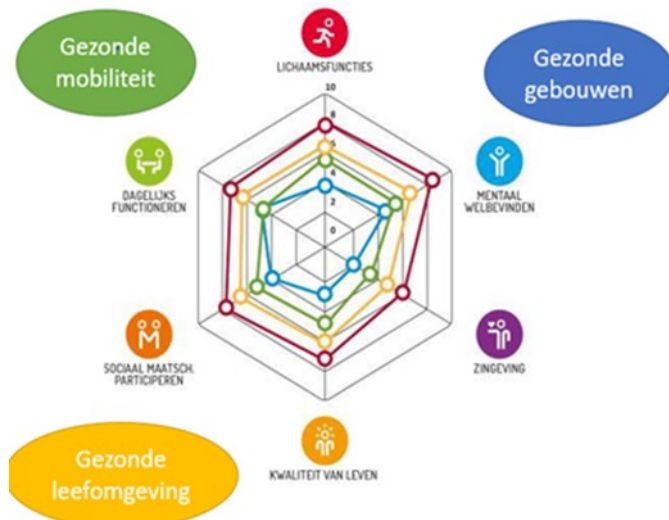 Gezonde
mobiliteit
LICHAAMSFUNCTIES
Gezonde
gebouwen
10
8
6
4
2
0
DAGELIJKS
FUNCTIONEREN
MENTAAL
WELBEVINDEN
SOCIAAL MAATSCH.
PARTICIPEREN
ZINGEVING
Gezonde
leefomgeving
KWALITEIT VAN LEVEN